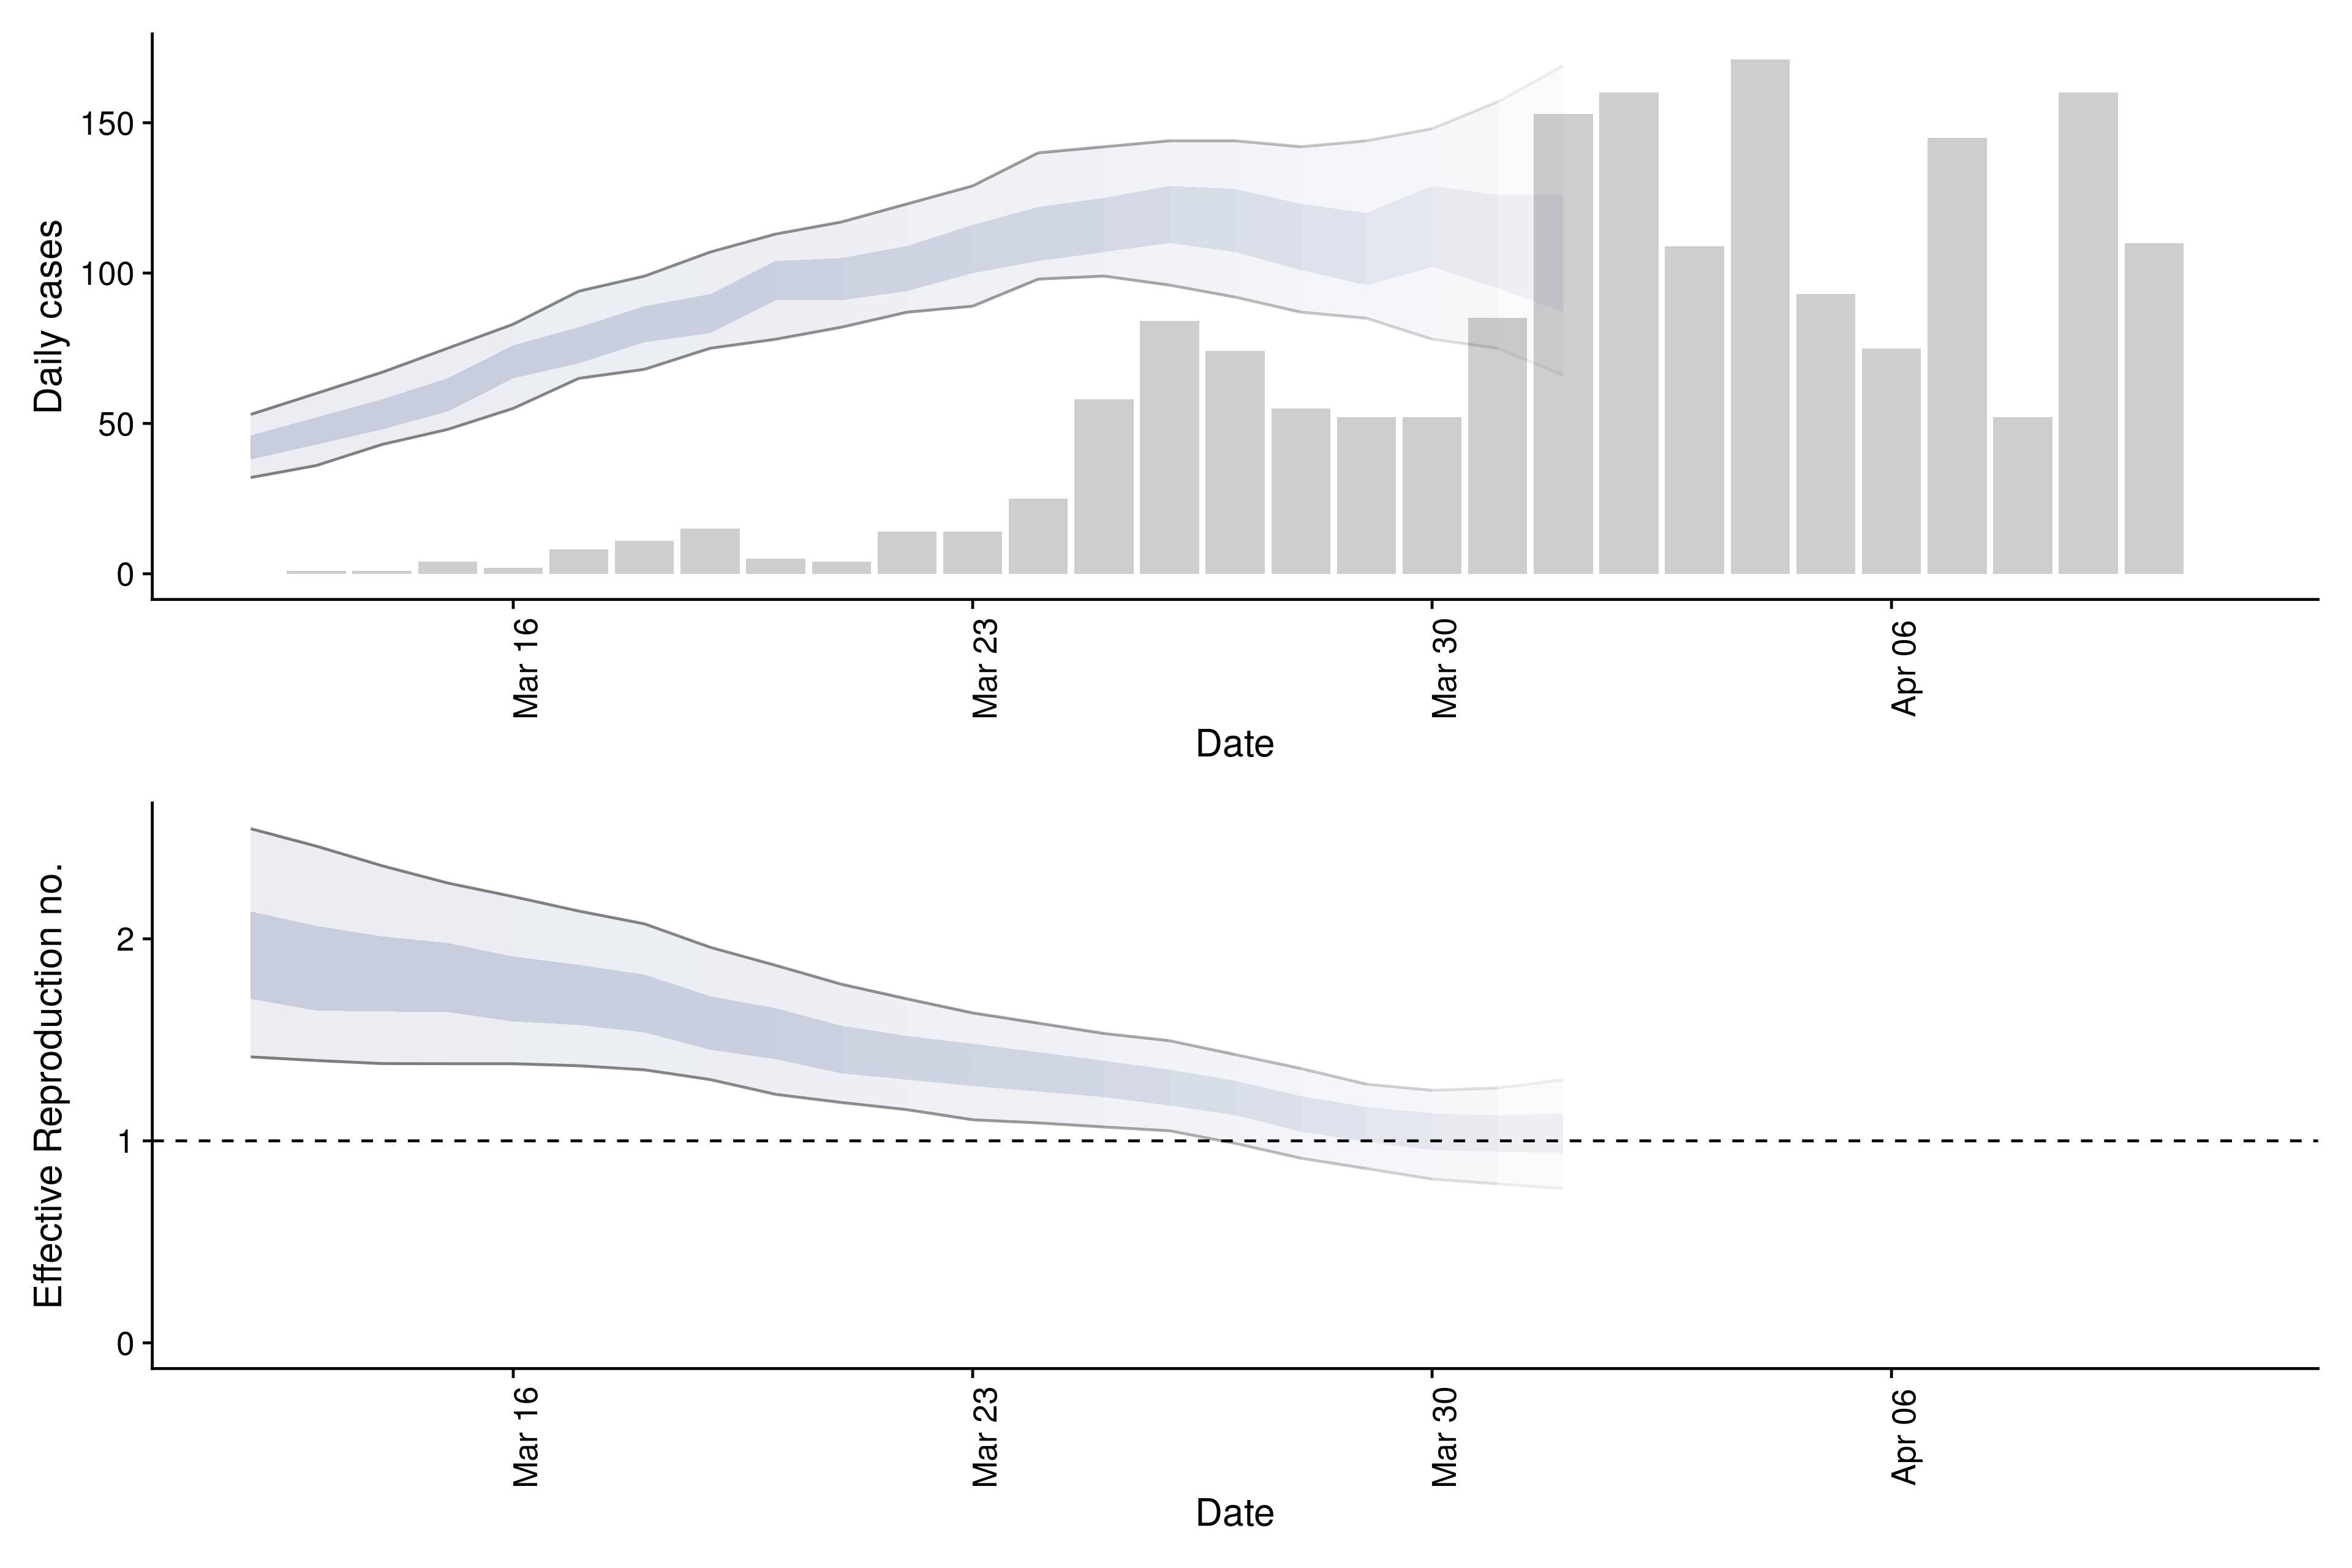 Daily cases
150
100
50
0
Mar 16
Mar 23
Mar 30
Apr 06
Date
Effective Reproduction no.
2
1
0
Mar 16
Mar 23
Mar 30
Apr 06
Date